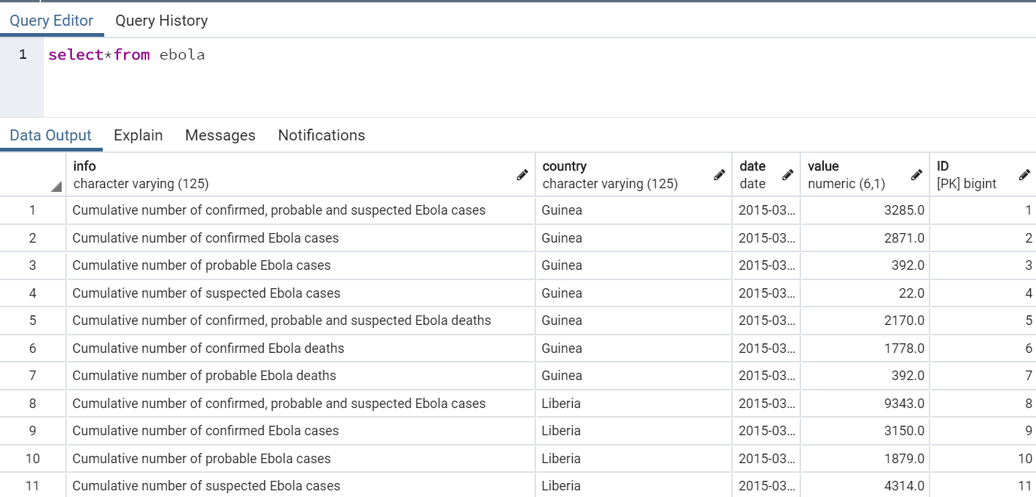 Query Editor Query History
1 select*from ebola
Data Output Explain Messages Notifications
info country date value ID
character varying (125) character varying (125) date numeric (6,1) [PK] bigint
1 Cumulative number of confirmed, probable and suspected Ebola cases Guinea 2015-03... 3285.0 1
2 Cumulative number of confirmed Ebola cases Guinea 2015-03... 2871.0 2
3 Cumulative number of probable Ebola cases Guinea 2015-03... 392.0 3
4 Cumulative number of suspected Ebola cases Guinea 2015-03... 22.0 4
5 Cumulative number of confirmed, probable and suspected Ebola deaths Guinea 2015-03... 2170.0 5
6 Cumulative number of confirmed Ebola deaths Guinea 2015-03... 1778.0 6
7 Cumulative number of probable Ebola deaths Guinea 2015-03... 392.0 7
8 Cumulative number of confirmed, probable and suspected Ebola cases Liberia 2015-03... 9343.0 8
9 Cumulative number of confirmed Ebola cases Liberia 2015-03... 3150.0 9
10 Cumulative number of probable Ebola cases Liberia 2015-03... 1879.0 10
11 Cumulative number of suspected Ebola cases Liberia 2015-03... 4314.0 11